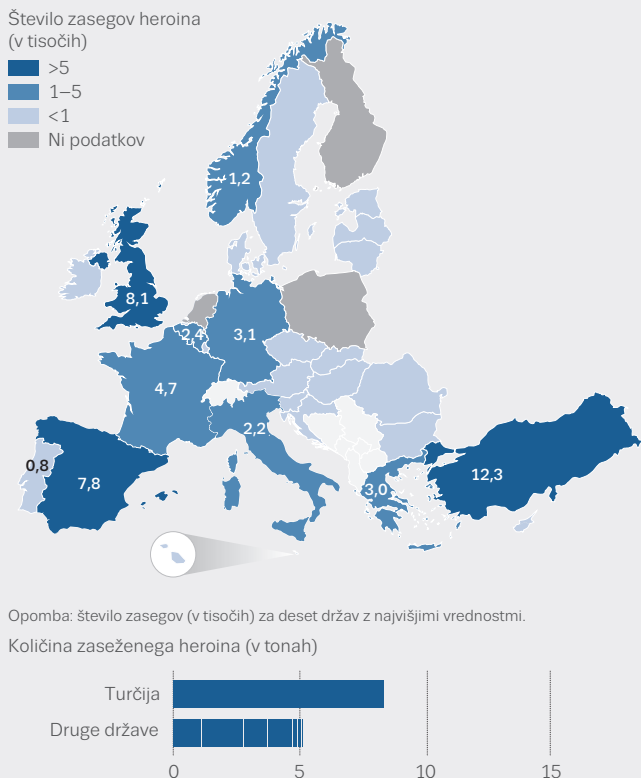 Število zasegov heroina
(v tisočih)
>5
1–5
<1
Ni podatkov
1,2
8,1
2,4
3,1
4,7
2,2
0,8
7,8
3,0
12,3
Opomba: število zasegov (v tisočih) za deset držav z najvišjimi vrednostmi.
Količina zaseženega heroina (v tonah)
Turčija
Druge države
0 5 10 15